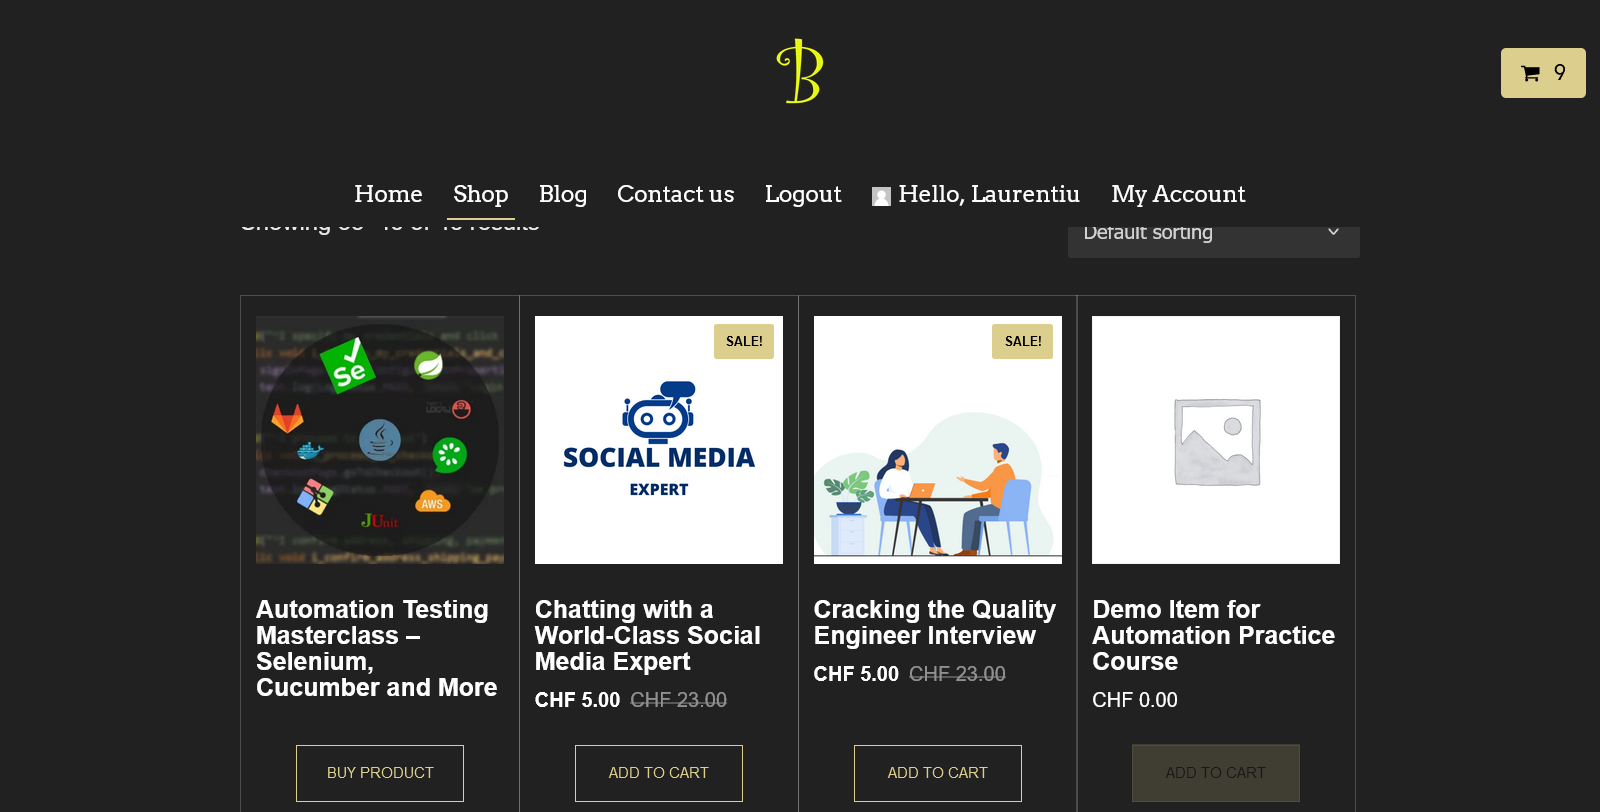 B
9
Home Shop Blog Contact us Logout Hello, Laurentiu My Account
results
Default sorting
Se
AWS
JUnit
SALE!
SOCIAL MEDIA
EXPERT
SALE!
Automation Testing
Masterclass –
Selenium,
Cucumber and More
BUY PRODUCT
Chatting with a
World-Class Social
Media Expert
CHF 5.00 CHF 23.00
ADD TO CART
Cracking the Quality
Engineer Interview
CHF 5.00 CHF 23.00
ADD TO CART
Demo Item for
Automation Practice
Course
CHF 0.00
ADD TO CART